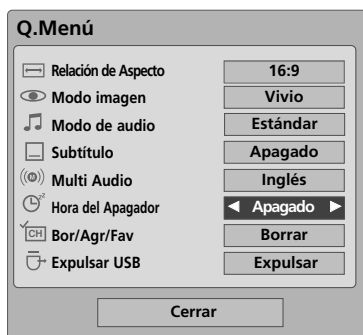 Q.Menú
Relación de Aspecto 16:9
Modo imagen Vivio
Modo de audio Estándar
Subtítulo Apagado
Multi Audio Inglés
Hora del Apagador ◀ Apagado ▶
CH Bor/Agr/Fav Borrar
Expulsar USB Expulsar
Cerrar